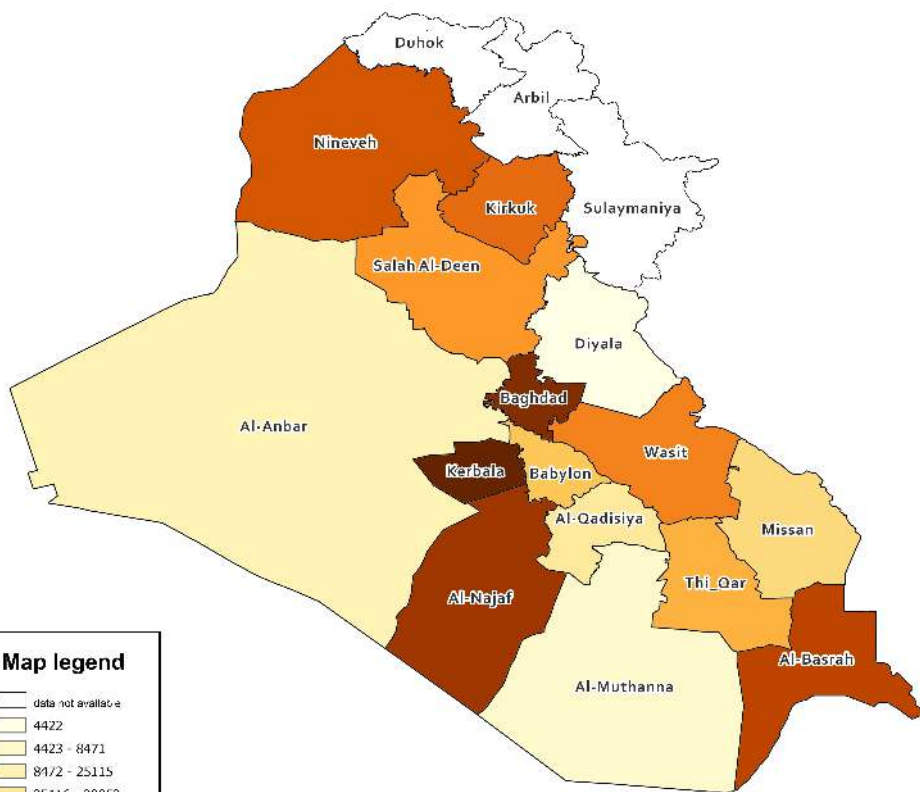 Duhok
Arbil
Nineveh
Kirkuk
Sulaymaniya
Salah Al-Deen
Diyala
Baghdad
Al-Anbar
Wasit
Kerbala
Babylon
Al-Qadisiya
Missan
Thi_Qar
Al-Najaf
Al-Basrah
Al-Muthanna
Map legend
data not available
4422
4423 - 8471
8472 - 25115